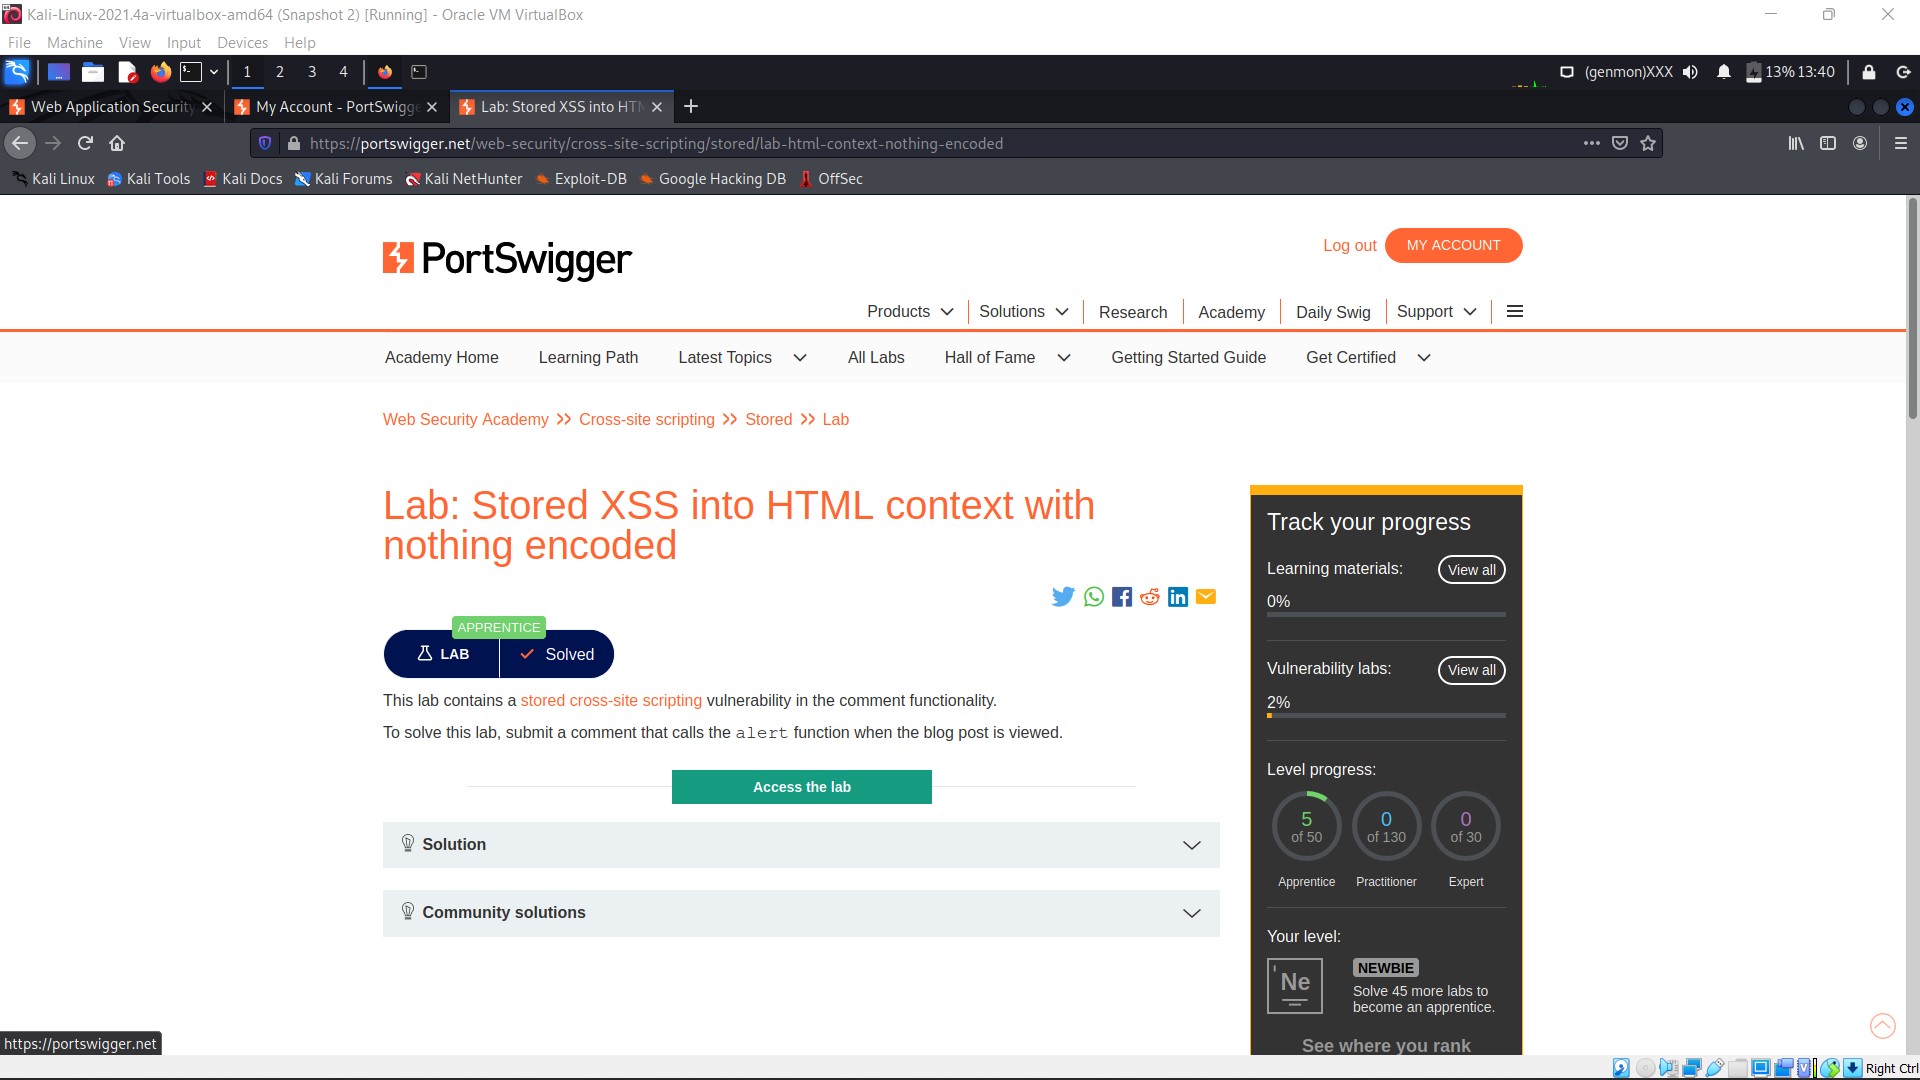 Kali-Linux-2021.4a-virtualbox-amd64 (Snapshot 2) [Running] - Oracle VM VirtualBox
File Machine View Input Devices Help
1 2 3 4 (genmon)XXX 13% 13:40
Web Application Security My Account - PortSwigge Lab: Stored XSS into HTM
https://portswigger.net/web-security/cross-site-scripting/stored/lab-html-context-nothing-encoded
Kali Linux Kali Tools Kali Docs Kali Forums Kali NetHunter Exploit-DB Google Hacking DB OffSec
PortSwigger
Log out MY ACCOUNT
Products Solutions Research Academy Daily Swig Support
Academy Home Learning Path Latest Topics All Labs Hall of Fame Getting Started Guide Get Certified
Web Security Academy Cross-site scripting Stored Lab
Lab: Stored XSS into HTML context with
nothing encoded
APPRENTICE
LAB Solved
This lab contains a stored cross-site scripting vulnerability in the comment functionality.
To solve this lab, submit a comment that calls the alert function when the blog post is viewed.
Access the lab
Solution
Community solutions
Track your progress
Learning materials: View all
0%
Vulnerability labs: View all
2%
Level progress:
5 0 0
of 50 of 130 of 30
Apprentice Practitioner Expert
Your level:
Ne NEWBIE
Solve 45 more labs to
become an apprentice.
See where you rank
https://portswigger.net
Right Ctrl